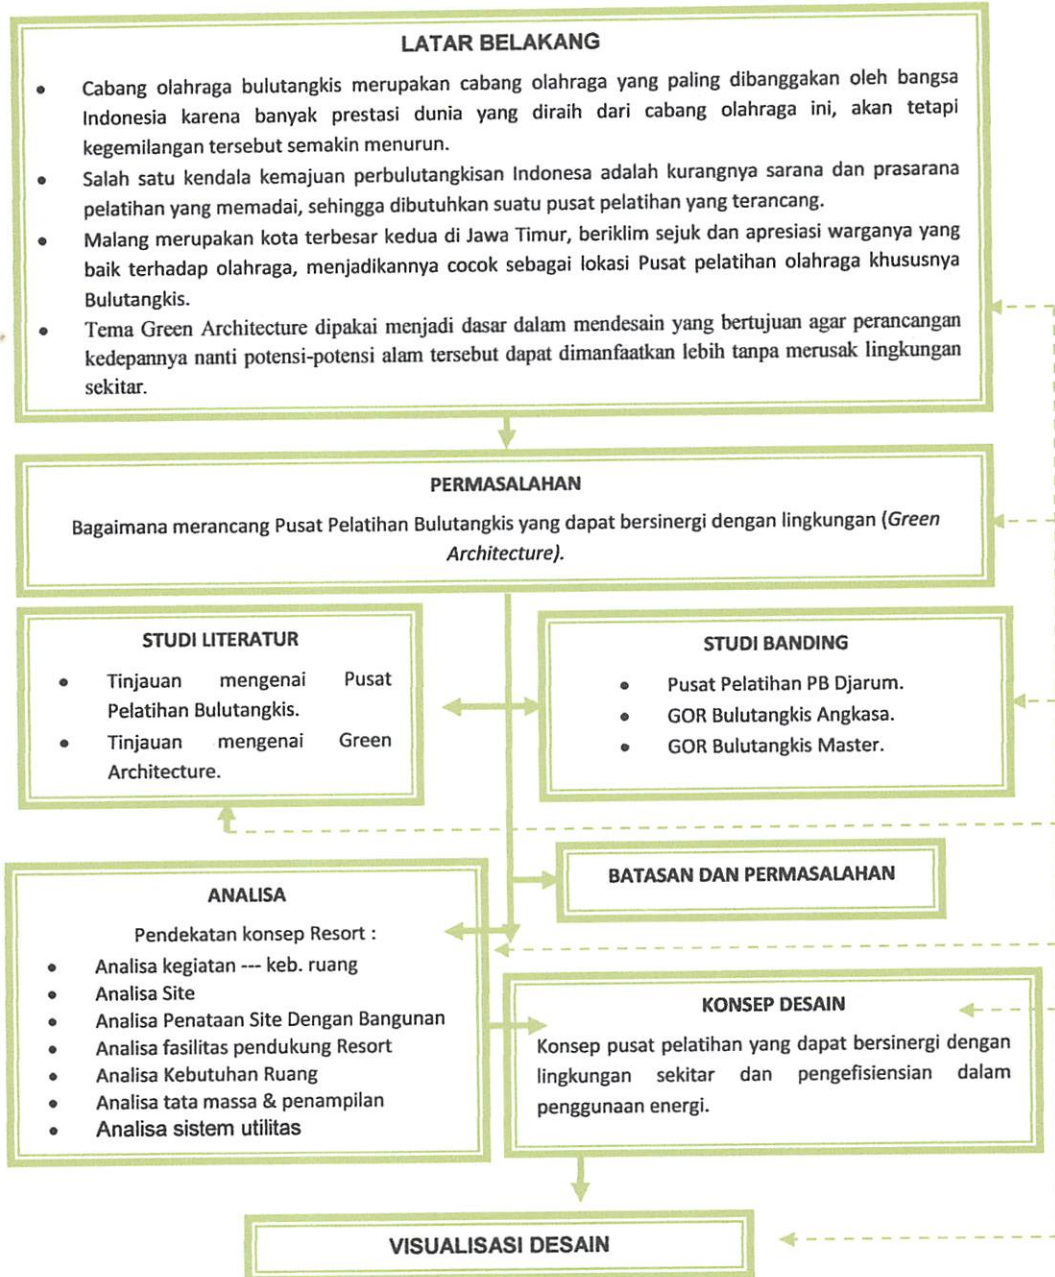 LATAR BELAKANG
• Cabang olahraga bulutangkis merupakan cabang olahraga yang paling dibanggakan oleh bangsa
Indonesia karena banyak prestasi dunia yang diraih dari cabang olahraga ini, akan tetapi
kegemilangan tersebut semakin menurun.
• Salah satu kendala kemajuan perbulutangkisan Indonesa adalah kurangnya sarana dan prasarana
pelatihan yang memadai, sehingga dibutuhkan suatu pusat pelatihan yang terancang.
• Malang merupakan kota terbesar kedua di Jawa Timur, beriklim sejuk dan apresiasi warganya yang
baik terhadap olahraga, menjadikannya cocok sebagai lokasi Pusat pelatihan olahraga khususnya
Bulutangkis.
• Tema Green Architecture dipakai menjadi dasar dalam mendesain yang bertujuan agar perancangan
kedepannya nanti potensi-potensi alam tersebut dapat dimanfaatkan lebih tanpa merusak lingkungan
sekitar.
PERMASALAHAN
Bagaimana merancang Pusat Pelatihan Bulutangkis yang dapat bersinergi dengan lingkungan (Green
Architecture).
STUDI LITERATUR
• Tinjauan mengenai Pusat
Pelatihan Bulutangkis.
• Tinjauan mengenai Green
Architecture.
STUDI BANDING
• Pusat Pelatihan PB Djarum.
• GOR Bulutangkis Angkasa.
• GOR Bulutangkis Master.
BATASAN DAN PERMASALAHAN
ANALISA
Pendekatan konsep Resort :
• Analisa kegiatan --- keb. ruang
• Analisa Site
• Analisa Penataan Site Dengan Bangunan
• Analisa fasilitas pendukung Resort
• Analisa Kebutuhan Ruang
• Analisa tata massa & penampilan
• Analisa sistem utilitas
KONSEP DESAIN
Konsep pusat pelatihan yang dapat bersinergi dengan
lingkungan sekitar dan pengefisiensian dalam
penggunaan energi.
VISUALISASI DESAIN